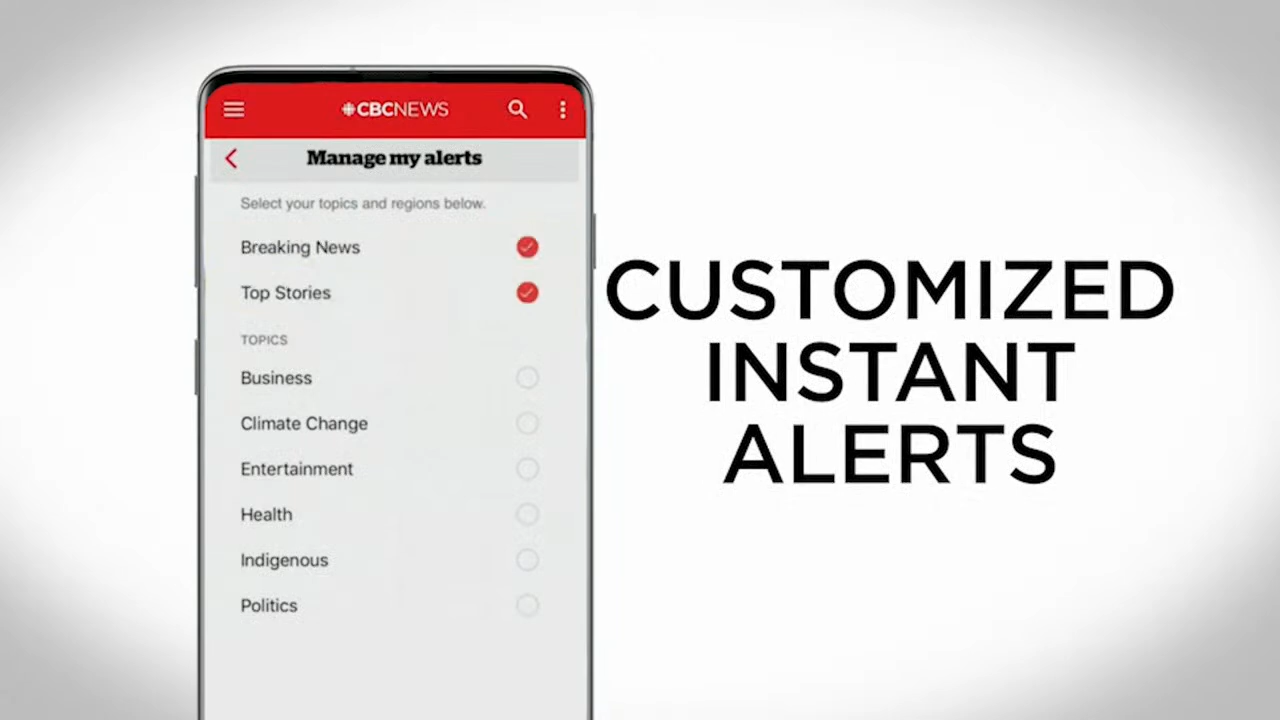 CBCNEWS
Manage my alerts
Select your topics and regions below.
Breaking News
Top Stories
TOPICS
Business
Climate Change
Entertainment
Health
Indigenous
Politics
CUSTOMIZED
INSTANT
ALERTS